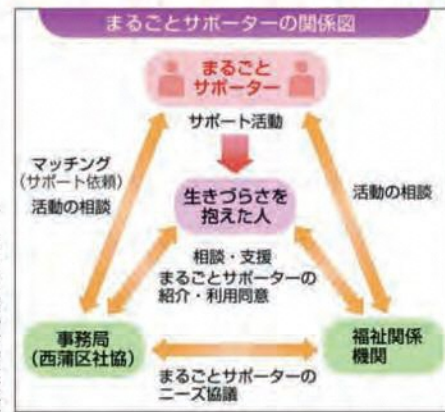 まるごとサポーターの関係図
まるごと
サポーター
サポート活動
マッチング
(サポート依頼)
活動の相談
活動の相談
生きづらさを
抱えた人
相談・支援
まるごとサポーターの
紹介・利用同意
事務局
(西蒲区社協)
福祉関係
機関
まるごとサポーターの
ニーズ協議